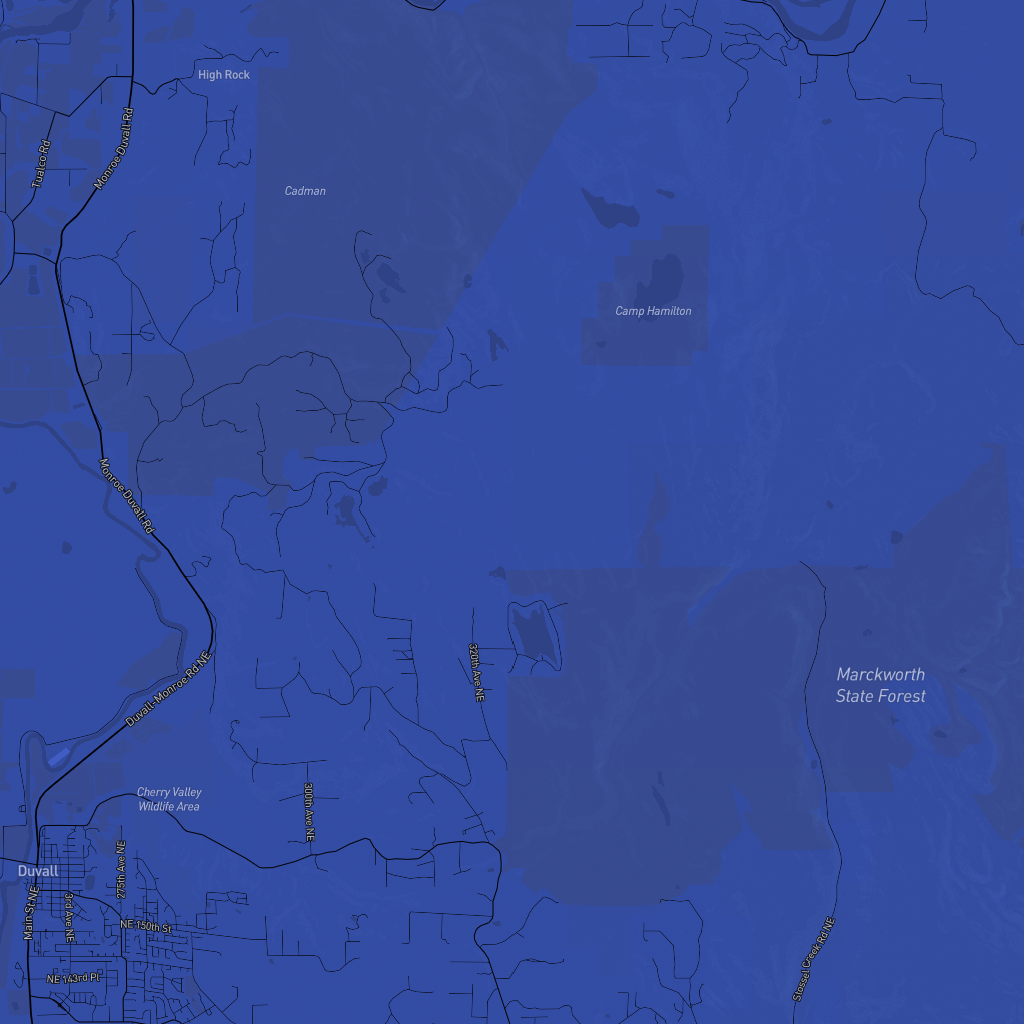 High Rock
Monroe-Duvall-Rd
Tualco Rd
Cadman
Camp Hamilton
Monroe Duvall Rd
320th Ave NE
Duvall-Monroe Rd NE
Marckworth
State Forest
Cherry Valley
Wildlife Area
300th Ave NE
Duvall
275th Ave NE
Main St NE
3rd Ave NE
NE 150th St
Stossel Creek Rd NE
NE 143rd Pl